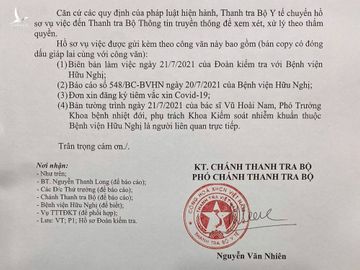 Căn cứ các quy định của pháp luật hiện hành, Thanh tra Bộ Y tế chuyển hồ
sơ vụ việc đến Thanh tra Bộ Thông tin truyền thông để xem xét, xử lý theo thẩm
quyền.
Hồ sơ vụ việc được gửi kèm theo công văn này bao gồm (bản copy có đóng
dấu giáp lai cùng với công văn):
(1) Biên bản làm việc ngày 21/7/2021 của Đoàn kiểm tra với Bệnh viện
Hữu Nghị;
(2) Báo cáo số 548/BC-BVHN ngày 20/7/2021 của Bệnh viện Hữu Nghị;
(3) Đơn xin đăng ký tiêm vắc xin Covid-19;
(4) Bản tường trình ngày 21/7/2021 của bác sĩ Vũ Hoài Nam, Phó Trưởng
Khoa bệnh nhiệt đới, phụ trách Khoa Kiểm soát nhiễm khuẩn thuộc
Bệnh viện Hữu Nghị là người liên quan trực tiếp.
Trân trọng cám ơn./.
Nơi nhận:
- Như trên;
- BT. Nguyễn Thanh Long (để báo cáo);
- Các Đ/c Thứ trưởng (để báo cáo);
- Chánh Thanh tra Bộ (để báo cáo);
- Bệnh viện Hữu Nghị (để biết);
- Vụ TTTĐKT (để phối hợp);
- Lưu: VT; P1; Hồ sơ Đoàn kiểm tra.
KT. CHÁNH THANH TRA BỘ
PHÓ CHÁNH THANH TRA BỘ
THANH TRA
Nguyễn Văn Nhiên